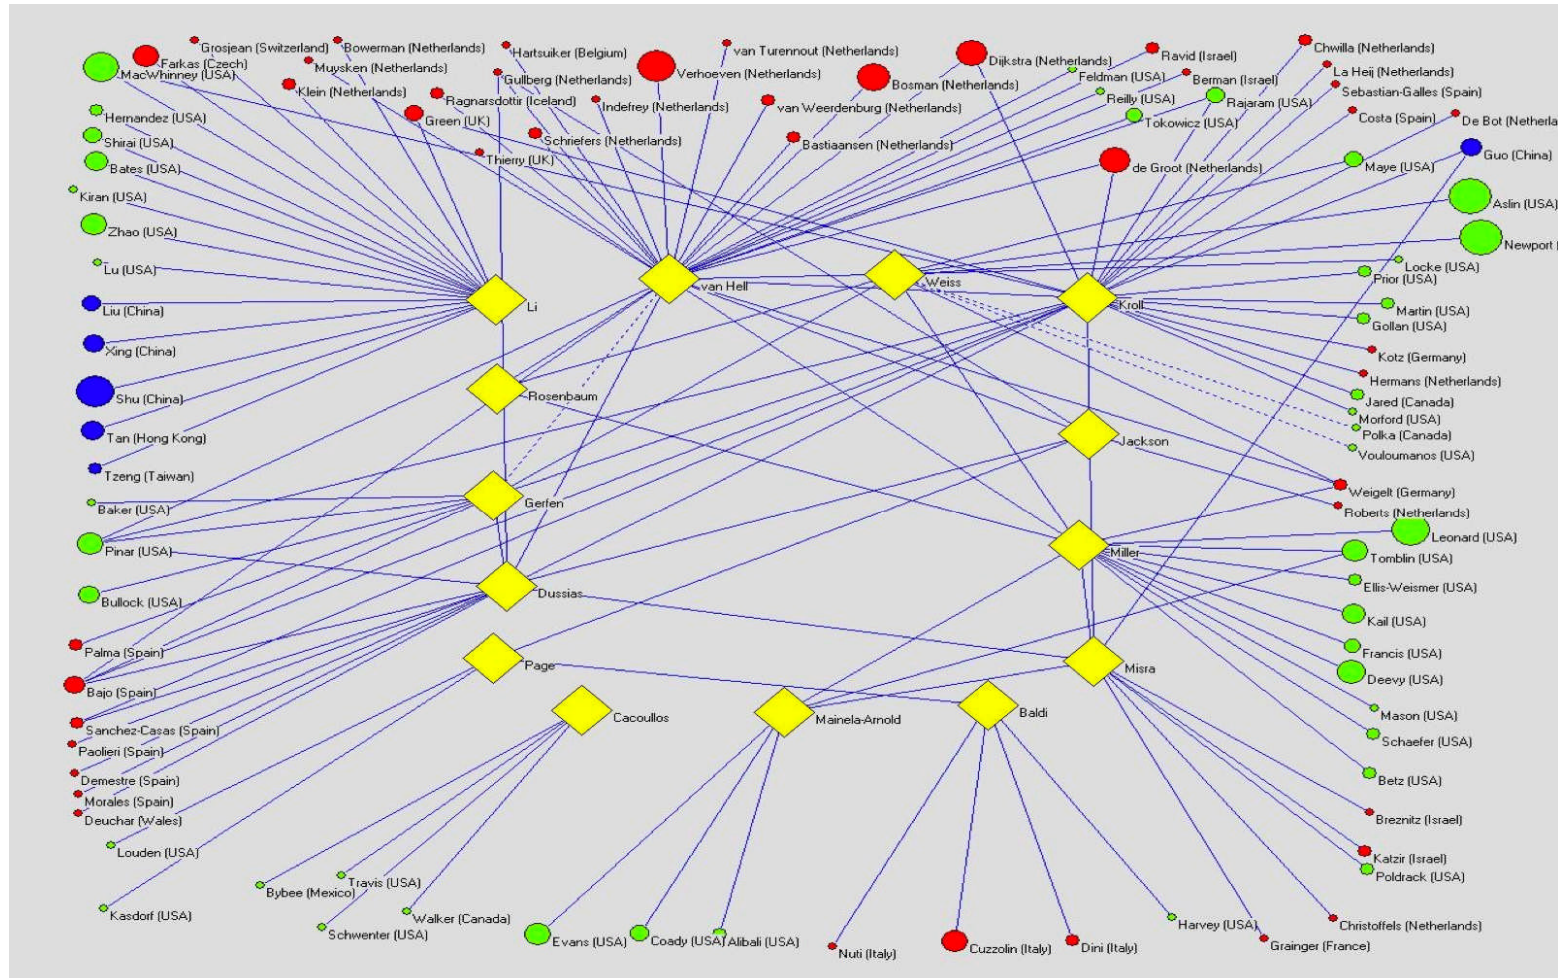 Grosjean (Switzerland)
Bowerman (Netherlands)
Hartsuiker (Belgium)
van Turennout (Netherlands)
Ravid (Israel)
Chwilla (Netherlands)
Farkas (Czech)
Muysken (Netherlands)
Gullberg (Netherlands)
Verhoeven (Netherlands)
Bosman (Netherlands)
Dijkstra (Netherlands)
Feldman (USA)
Berman (Israel)
La Heij (Netherlands)
MacWhinney (USA)
Klein (Netherlands)
Ragnarsdottir (Iceland)
Indefrey (Netherlands)
van Weerdenburg (Netherlands)
Reilly (USA)
Rajaram (USA)
Sebastian-Galles (Spain)
Hernandez (USA)
Green (UK)
Schriefers (Netherlands)
Bastiaansen (Netherlands)
Tokowicz (USA)
Costa (Spain)
De Bot (Netherla
Shirai (USA)
Thierry (UK)
de Groot (Netherlands)
Maye (USA)
Guo (China)
Bates (USA)
Kiran (USA)
Aslin (USA)
Zhao (USA)
Newport (
Lu (USA)
Locke (USA)
Prior (USA)
Li
van Hell
Weiss
Kroll
Liu (China)
Martin (USA)
Gollan (USA)
Xing (China)
Kotz (Germany)
Hermans (Netherlands)
Shu (China)
Rosenbaum
Jared (Canada)
Morford (USA)
Tan (Hong Kong)
Jackson
Polka (Canada)
Vouloumanos (USA)
Tzeng (Taiwan)
Weigelt (Germany)
Baker (USA)
Gerfen
Roberts (Netherlands)
Leonard (USA)
Pinar (USA)
Miller
Tomblin (USA)
Ellis-Weismer (USA)
Bullock (USA)
Dussias
Kail (USA)
Palma (Spain)
Francis (USA)
Page
Misra
Deevy (USA)
Bajo (Spain)
Mason (USA)
Sanchez-Casas (Spain)
Cacoullos
Mainela-Arnold
Baldi
Schaefer (USA)
Paolieri (Spain)
Demestre (Spain)
Betz (USA)
Morales (Spain)
Deuchar (Wales)
Breznitz (Israel)
Louden (USA)
Katzir (Israel)
Poldrack (USA)
Travis (USA)
Bybee (Mexico)
Kasdorf (USA)
Walker (Canada)
Schwenter (USA)
Evans (USA)
Coady (USA)
Alibali (USA)
Nuti (Italy)
Cuzzolin (Italy)
Dini (Italy)
Harvey (USA)
Grainger (France)
Christoffels (Netherlands)